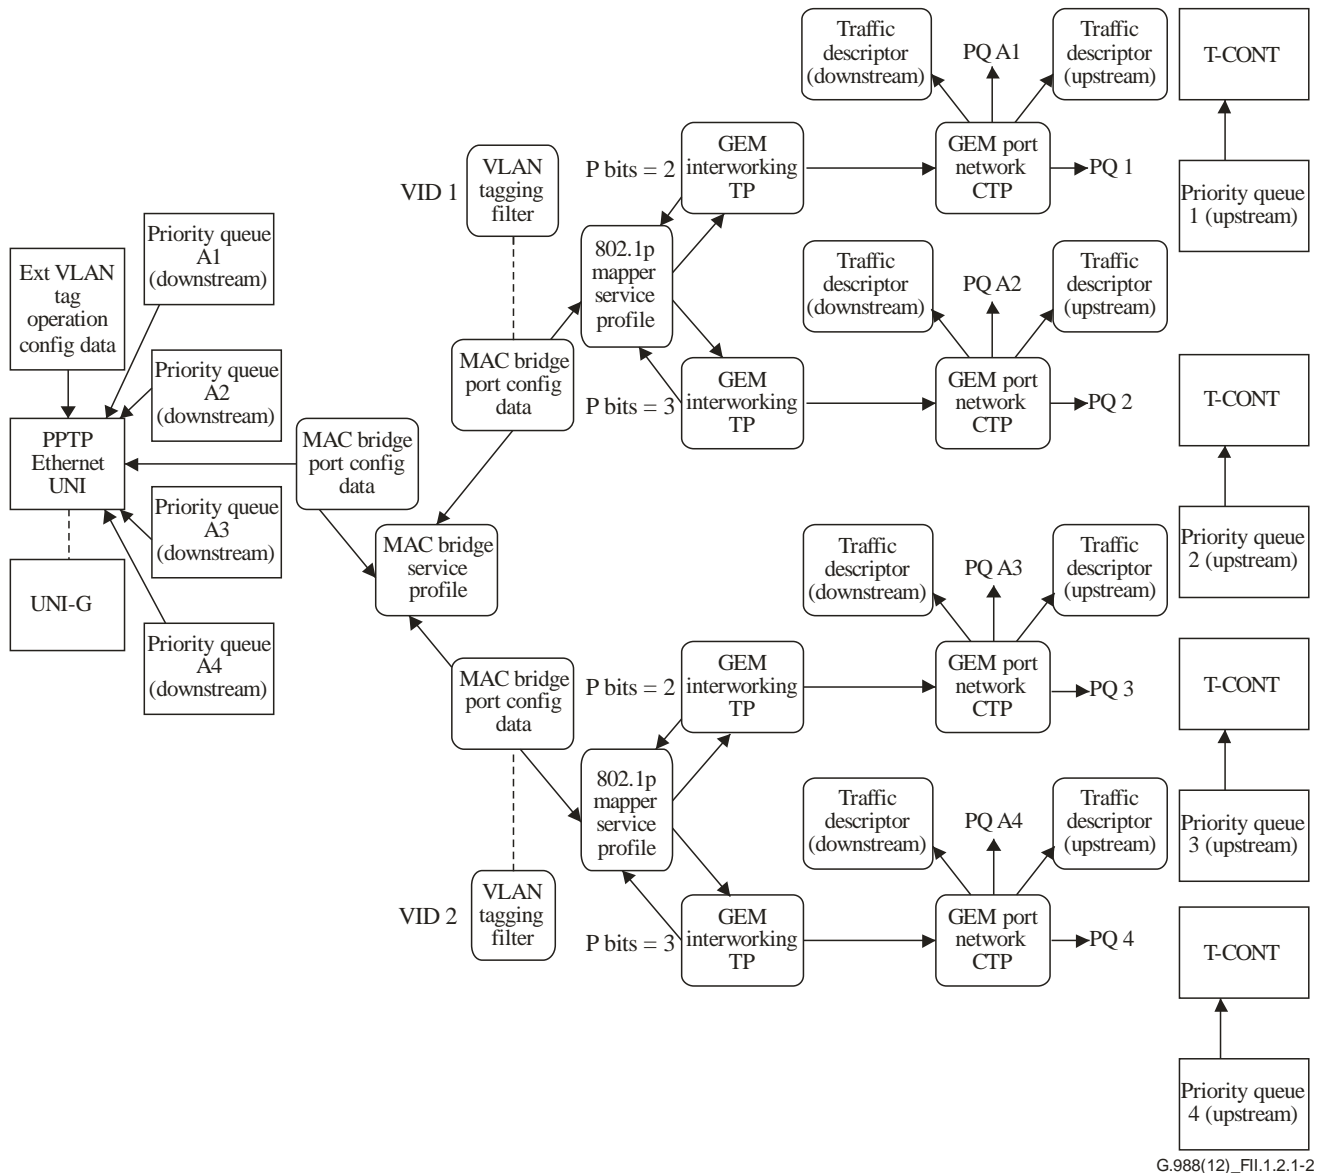 Traffic
descriptor
(downstream)
PQ A1
Traffic
descriptor
(upstream)
T-CONT
VID 1
VLAN
tagging
filter
P bits = 2
GEM
interworking
TP
GEM port
network
CTP
PQ 1
Priority queue
1 (upstream)
Ext VLAN
tag
operation
config data
Priority queue
A1
(downstream)
802.1p
mapper
service
profile
Traffic
descriptor
(downstream)
PQ A2
Traffic
descriptor
(upstream)
Priority queue
A2
(downstream)
MAC bridge
port config
data
P bits = 3
GEM
interworking
TP
GEM port
network
CTP
PQ 2
T-CONT
PPTP
Ethernet
UNI
MAC bridge
port config
data
Priority queue
A3
(downstream)
MAC bridge
service
profile
Traffic
descriptor
(downstream)
PQ A3
Traffic
descriptor
(upstream)
Priority queue
2 (upstream)
UNI-G
Priority queue
A4
(downstream)
MAC bridge
port config
data
P bits = 2
GEM
interworking
TP
GEM port
network
CTP
PQ 3
T-CONT
802.1p
mapper
service
profile
Traffic
descriptor
(downstream)
PQ A4
Traffic
descriptor
(upstream)
Priority queue
3 (upstream)
VID 2
VLAN
tagging
filter
P bits = 3
GEM
interworking
TP
GEM port
network
CTP
PQ 4
T-CONT
Priority queue
4 (upstream)
G.988(12)_FII.1.2.1-2